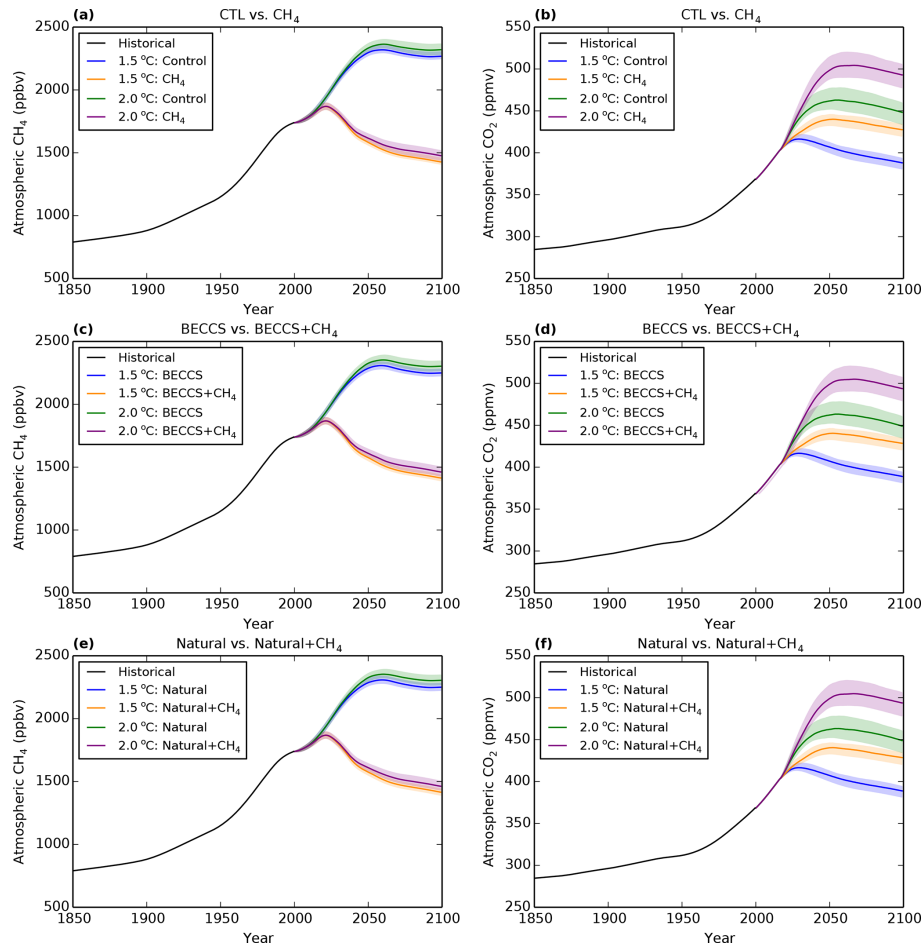 (a) CTL vs. CH₄
2500
2000
1500
1000
500
Atmospheric CH₄ (ppbv)
Historical
1.5 °C: Control
1.5 °C: CH₄
2.0 °C: Control
2.0 °C: CH₄
1850 1900 1950 2000 2050 2100
Year
(b) CTL vs. CH₄
550
500
450
400
350
300
250
Atmospheric CO₂ (ppmv)
Historical
1.5 °C: Control
1.5 °C: CH₄
2.0 °C: Control
2.0 °C: CH₄
1850 1900 1950 2000 2050 2100
Year
(c) BECCS vs. BECCS+CH₄
2500
2000
1500
1000
500
Atmospheric CH₄ (ppbv)
Historical
1.5 °C: BECCS
1.5 °C: BECCS+CH₄
2.0 °C: BECCS
2.0 °C: BECCS+CH₄
1850 1900 1950 2000 2050 2100
Year
(d) BECCS vs. BECCS+CH₄
550
500
450
400
350
300
250
Atmospheric CO₂ (ppmv)
Historical
1.5 °C: BECCS
1.5 °C: BECCS+CH₄
2.0 °C: BECCS
2.0 °C: BECCS+CH₄
1850 1900 1950 2000 2050 2100
Year
(e) Natural vs. Natural+CH₄
2500
2000
1500
1000
500
Atmospheric CH₄ (ppbv)
Historical
1.5 °C: Natural
1.5 °C: Natural+CH₄
2.0 °C: Natural
2.0 °C: Natural+CH₄
1850 1900 1950 2000 2050 2100
Year
(f) Natural vs. Natural+CH₄
550
500
450
400
350
300
250
Atmospheric CO₂ (ppmv)
Historical
1.5 °C: Natural
1.5 °C: Natural+CH₄
2.0 °C: Natural
2.0 °C: Natural+CH₄
1850 1900 1950 2000 2050 2100
Year